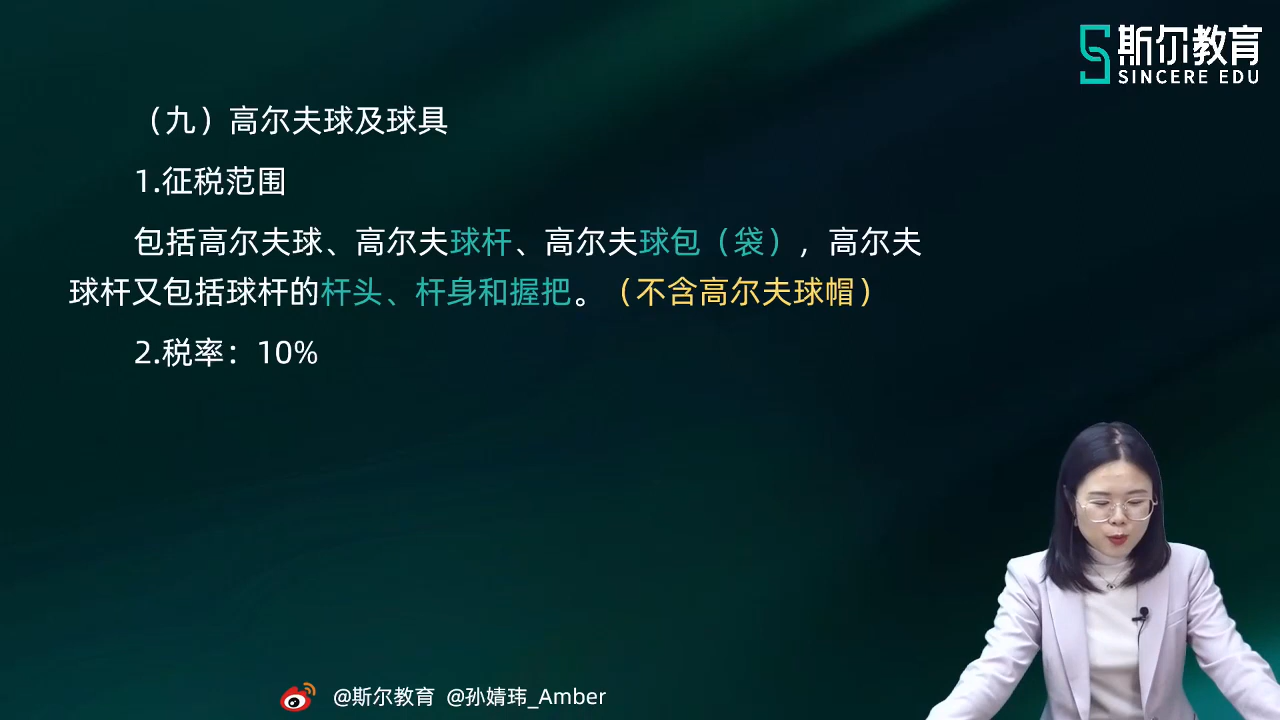 斯尔教育
SINCERE EDU
（九）高尔夫球及球具
1.征税范围
包括高尔夫球、高尔夫球杆、高尔夫球包（袋），高尔夫
球杆又包括球杆的杆头、杆身和握把。（不含高尔夫球帽）
2.税率：10%
@斯尔教育 @孙婧玮_Amber